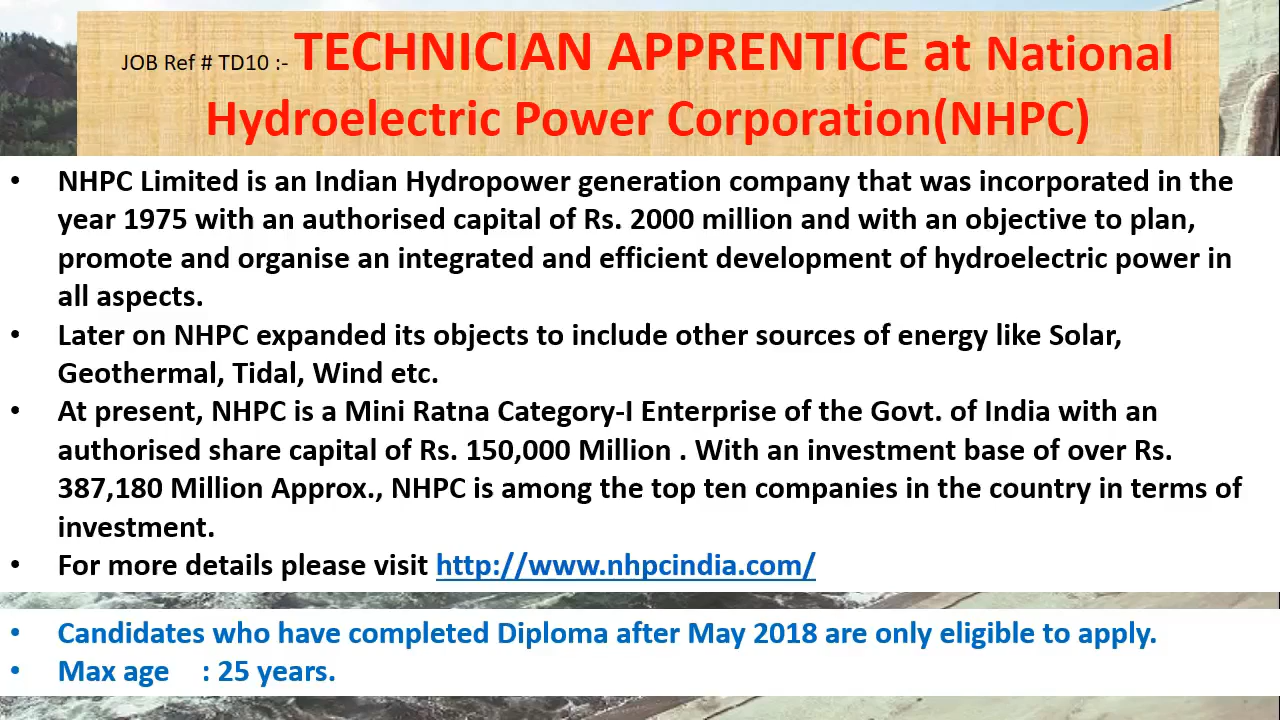 JOB Ref # TD10 :- TECHNICIAN APPRENTICE at National
Hydroelectric Power Corporation(NHPC)
• NHPC Limited is an Indian Hydropower generation company that was incorporated in the
year 1975 with an authorised capital of Rs. 2000 million and with an objective to plan,
promote and organise an integrated and efficient development of hydroelectric power in
all aspects.
• Later on NHPC expanded its objects to include other sources of energy like Solar,
Geothermal, Tidal, Wind etc.
• At present, NHPC is a Mini Ratna Category-I Enterprise of the Govt. of India with an
authorised share capital of Rs. 150,000 Million . With an investment base of over Rs.
387,180 Million Approx., NHPC is among the top ten companies in the country in terms of
investment.
• For more details please visit http://www.nhpcindia.com/
• Candidates who have completed Diploma after May 2018 are only eligible to apply.
• Max age : 25 years.